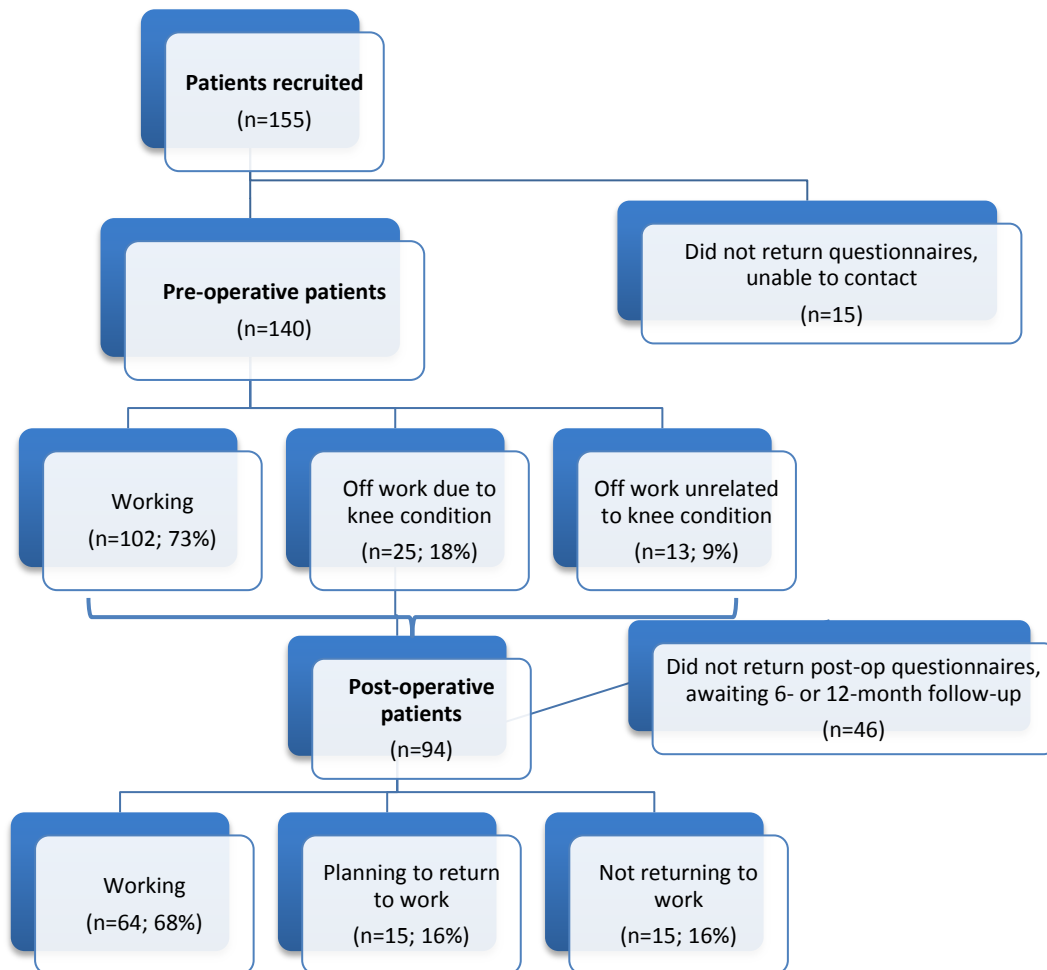 Patients recruited
(n=155)
Did not return questionnaires,
unable to contact
(n=15)
Pre-operative patients
(n=140)
Working
(n=102; 73%)
Off work due to
knee condition
(n=25; 18%)
Off work unrelated
to knee condition
(n=13; 9%)
Post-operative
patients
(n=94)
Did not return post-op questionnaires,
awaiting 6- or 12-month follow-up
(n=46)
Working
(n=64; 68%)
Planning to return
to work
(n=15; 16%)
Not returning to
work
(n=15; 16%)